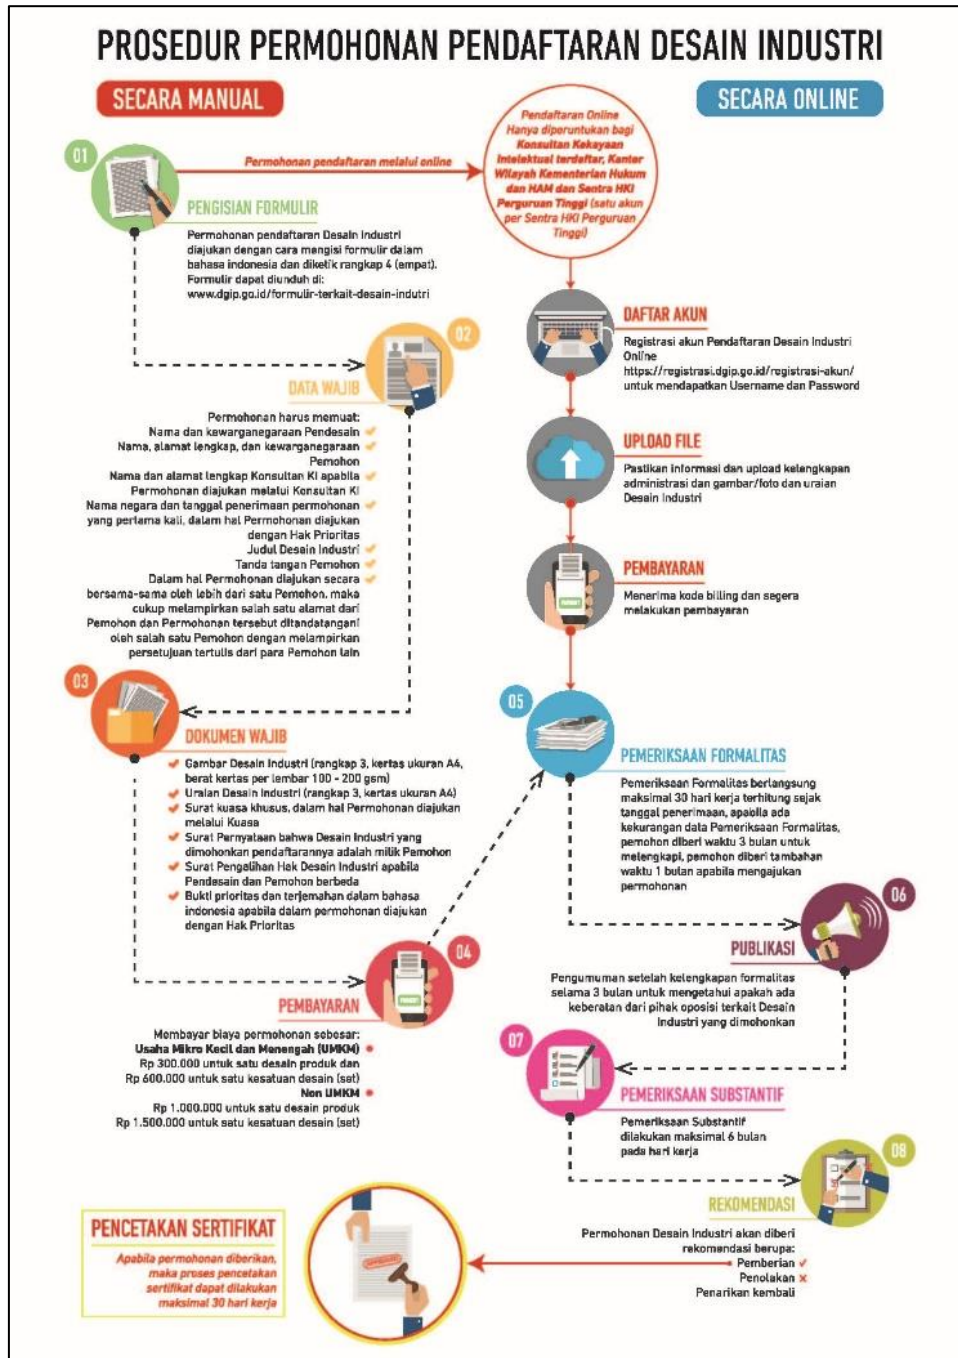 PROSEDUR PERMOHONAN PENDAFTARAN DESAIN INDUSTRI
SECARA MANUAL
SECARA ONLINE
01
PENGISIAN FORMULIR
Permohonan pendaftaran Desain Industri
diajukan dengan cara mengisi formulir dalam
bahasa indonesia dan diketik rangkap 4 (empat).
Formulir dapat diunduh di:
www.dgip.go.id/formulir-terkait-desain-indutri
Permohonan pendaftaran melalui online
Pendaftaran Online
Hanya diperuntukan bagi
Konsultan Kekayaan
Intelektual terdaftar, Kantor
Wilayah Kementerian Hukum
dan HAM dan Sentra HKI
Perguruan Tinggi (satu akun
per Sentra HKI Perguruan
Tinggi)
02
DATA WAJIB
Permohonan harus memuat:
Nama dan kewarganegaraan Pendesain
Nama, alamat lengkap, dan kewarganegaraan
Pemohon
Nama dan alamat lengkap Konsultan KI apabila
Permohonan diajukan melalui Konsultan KI
Nama negara dan tanggal penerimaan permohonan
yang pertama kali, dalam hal Permohonan diajukan
dengan Hak Prioritas
Judul Desain Industri
Tanda tangan Pemohon
Dalam hal Permohonan diajukan secara
bersama-sama oleh lebih dari satu Pemohon, maka
cukup melampirkan salah satu alamat dari
Pemohon dan Permohonan tersebut ditandatangani
oleh salah satu Pemohon dengan melampirkan
persetujuan tertulis dari para Pemohon lain
03
DOKUMEN WAJIB
Gambar Desain Industri (rangkap 3, kertas ukuran A4,
berat kertas per lembar 100 - 200 gsm)
Uraian Desain Industri (rangkap 3, kertas ukuran A4)
Surat kuasa khusus, dalam hal Permohonan diajukan
melalui Kuasa
Surat Pernyataan bahwa Desain Industri yang
dimohonkan pendaftarannya adalah milik Pemohon
Surat Pengalihan Hak Desain Industri apabila
Pendesain dan Pemohon berbeda
Bukti prioritas dan terjemahan dalam bahasa
indonesia apabila dalam permohonan diajukan
dengan Hak Prioritas
04
PEMBAYARAN
Membayar biaya permohonan sebesar:
Usaha Mikro Kecil dan Menengah (UMKM)
Rp 300.000 untuk satu desain produk dan
Rp 600.000 untuk satu kesatuan desain (set)
Non UMKM
Rp 1.000.000 untuk satu desain produk
Rp 1.500.000 untuk satu kesatuan desain (set)
DAFTAR AKUN
Registrasi akun Pendaftaran Desain Industri
Online
https://registrasi.dgip.go.id/registrasi-akun/
untuk mendapatkan Username dan Password
UPLOAD FILE
Pastikan informasi dan upload kelengkapan
administrasi dan gambar/foto dan uraian
Desain Industri
PEMBAYARAN
Menerima kode billing dan segera
melakukan pembayaran
05
PEMERIKSAAN FORMALITAS
Pemeriksaan Formalitas berlangsung
maksimal 30 hari kerja terhitung sejak
tanggal penerimaan, apabila ada
kekurangan data Pemeriksaan Formalitas,
pemohon diberi waktu 3 bulan untuk
melengkapi, pemohon diberi tambahan
waktu 1 bulan apabila mengajukan
permohonan
06
PUBLIKASI
Pengumuman setelah kelengkapan formalitas
selama 3 bulan untuk mengetahui apakah ada
keberatan dari pihak oposisi terkait Desain
Industri yang dimohonkan
07
PEMERIKSAAN SUBSTANTIF
Pemeriksaan Substantif
dilakukan maksimal 6 bulan
pada hari kerja
08
REKOMENDASI
Permohonan Desain Industri akan diberi
rekomendasi berupa:
Pemberian
Penolakan
Penarikan kembali
PENCETAKAN SERTIFIKAT
Apabila permohonan diberikan,
maka proses pencetakan
sertifikat dapat dilakukan
maksimal 30 hari kerja